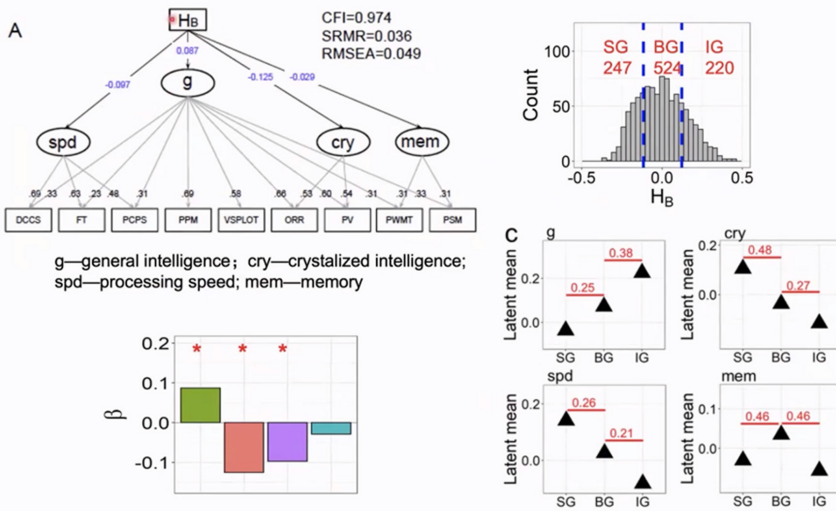 A
H_B
CFI=0.974
SRMR=0.036
RMSEA=0.049
0.087
-0.097
-0.125
-0.029
g
spd
cry
mem
.69 .33 .63 .23 .48 .31 .69 .58 .66 .53 .60 .54 .31 .31 .33 .31
DCCS FT PCPS PPM VSPLOT ORR PV PWMT PSM
g—general intelligence；cry—crystalized intelligence;
spd—processing speed; mem—memory
SG BG IG
247 524 220
Count
100
50
0
-0.5 0.0 0.5
H_B
β
0.2
0.1
0.0
-0.1
* * *
C
g
Latent mean
0.2
0.0
0.25
0.38
SG BG IG
cry
Latent mean
0.2
0.0
0.48
0.27
SG BG IG
spd
Latent mean
0.2
0.0
0.26
0.21
SG BG IG
mem
Latent mean
0.1
0.0
0.46 0.46
SG BG IG